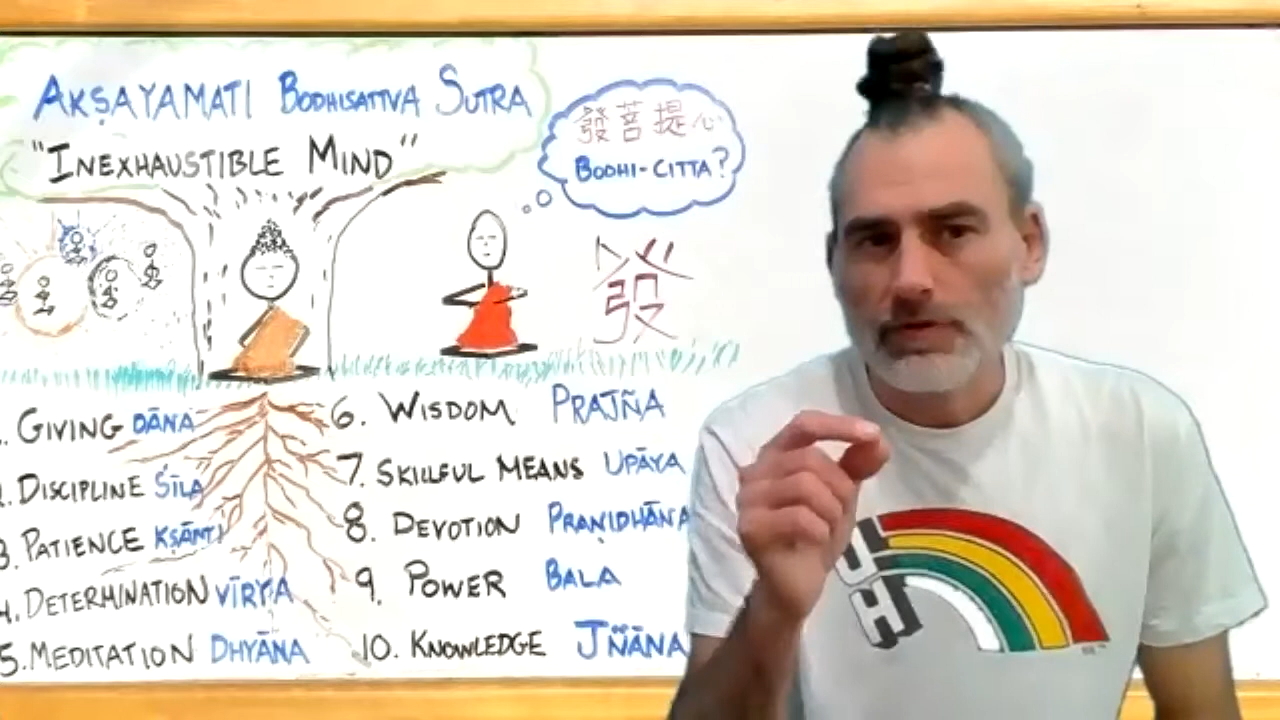 AKṢAYAMATI BODHISATTVA SUTRA
"INEXHAUSTIBLE MIND"
發菩提心
BODHI-CITTA?
發
. GIVING DĀNA
. DISCIPLINE ŚĪLA
3. PATIENCE KṢĀNTI
4. DETERMINATION VĪRYA
5. MEDITATION DHYĀNA
6. WISDOM PRAJÑA
7. SKILLFUL MEANS UPĀYA
8. DEVOTION PRAṆIDHĀNA
9. POWER BALA
10. KNOWLEDGE JÑĀNA
UH